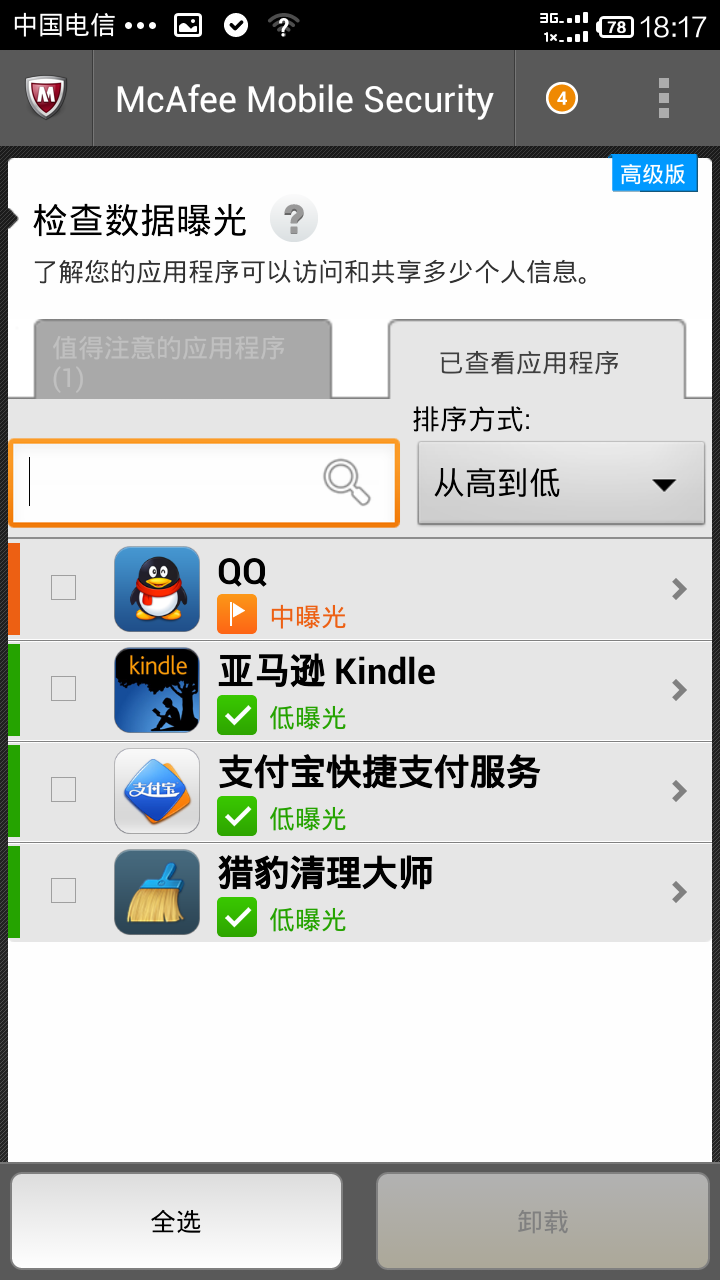 中国电信
3G
1×
78
18:17
M
McAfee Mobile Security
4
高级版
检查数据曝光
?
了解您的应用程序可以访问和共享多少个人信息。
值得注意的应用程序
(1)
已查看应用程序
排序方式:
从高到低
QQ
中曝光
kindle
亚马逊 Kindle
低曝光
支付宝
支付宝快捷支付服务
低曝光
猎豹清理大师
低曝光
全选
卸载